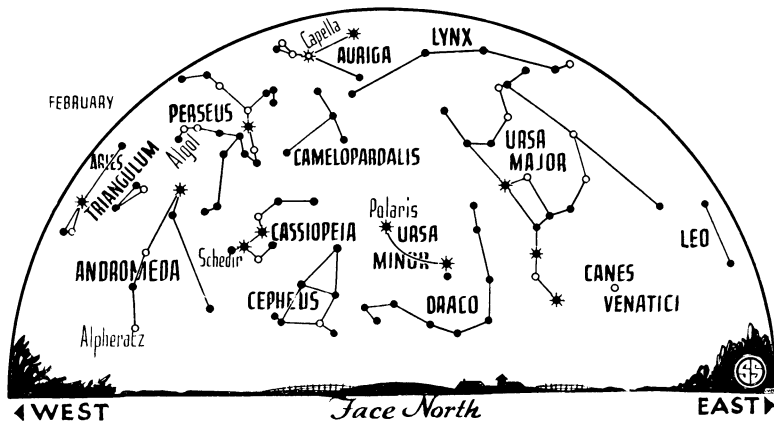 Capella
LYNX
AURIGA
FEBRUARY
PERSEUS
Algol
ARIES
TRIANGULUM
CAMELOPARDALIS
URSA
MAJOR
Polaris
CASSIOPEIA
URSA
MINOR
Schedir
LEO
ANDROMEDA
CEPHEUS
DRACO
CANES
VENATICI
Alpheratz
SS
WEST
Face North
EAST